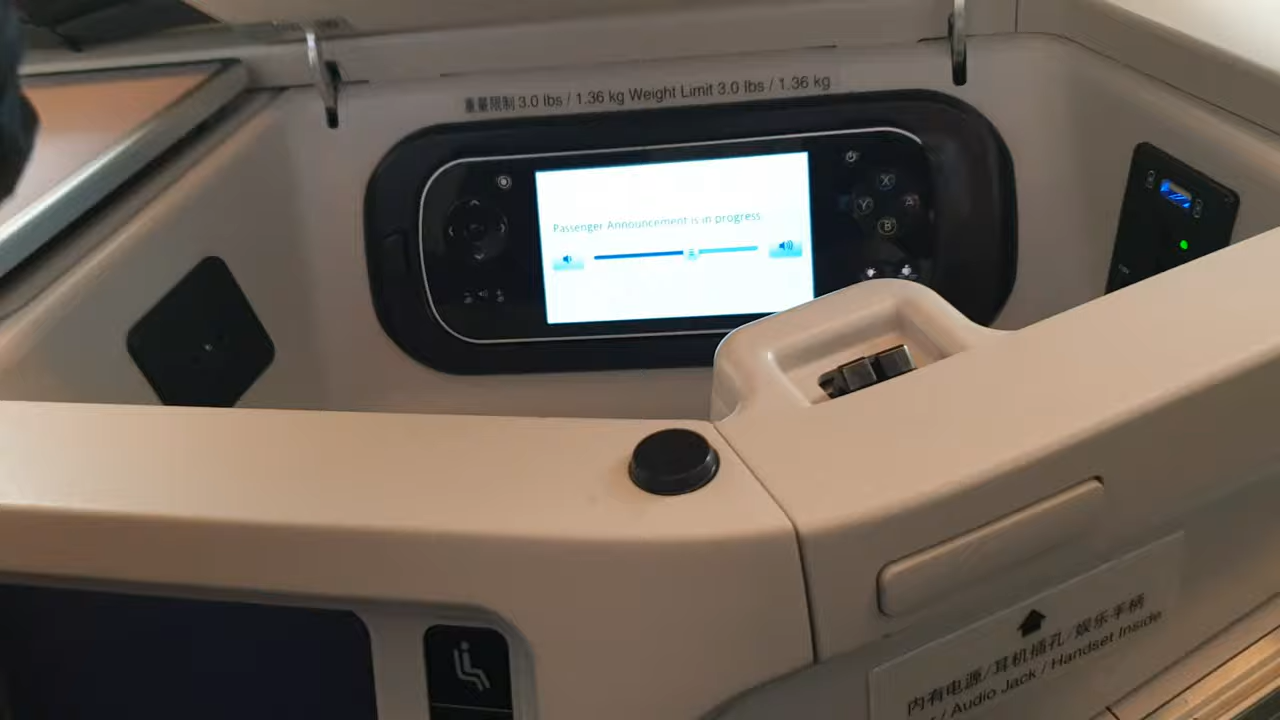 重量限制 3.0 lbs / 1.36 kg Weight Limit 3.0 lbs / 1.36 kg
Passenger Announcement is in progress
X
Y
A
B
内有电源/耳机插孔/娱乐手柄
/ Audio Jack / Handset Inside